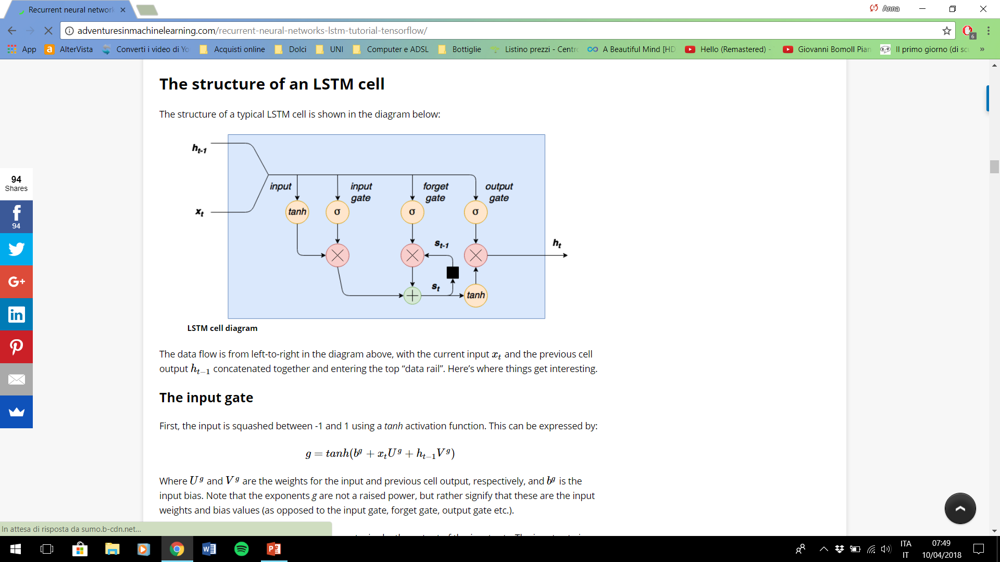 Recurrent neural network
Anna
adventuresinmachinelearning.com/recurrent-neural-networks-lstm-tutorial-tensorflow/
6
App
AlterVista
Converti i video di Yo
Acquisti online
Dolci
UNI
Computer e ADSL
Bottiglie
Listino prezzi - Centro
A Beautiful Mind [HD
Hello (Remastered) -
Giovanni Bomoll Pian
Il primo giorno (di sc
»
The structure of an LSTM cell
The structure of a typical LSTM cell is shown in the diagram below:
h_{t-1}
input
input gate
forget gate
output gate
x_t
tanh
σ
σ
σ
s_{t-1}
h_t
s_t
tanh
LSTM cell diagram
The data flow is from left-to-right in the diagram above, with the current input x_t and the previous cell
output h_{t-1} concatenated together and entering the top “data rail”. Here’s where things get interesting.
The input gate
First, the input is squashed between -1 and 1 using a tanh activation function. This can be expressed by:
g = tanh(b^g + x_t U^g + h_{t-1} V^g)
Where U^g and V^g are the weights for the input and previous cell output, respectively, and b^g is the
input bias. Note that the exponents g are not a raised power, but rather signify that these are the input
weights and bias values (as opposed to the input gate, forget gate, output gate etc.).
94
Shares
f
94
G+
in
In attesa di risposta da sumo.b-cdn.net...
ITA
IT
07:49
10/04/2018